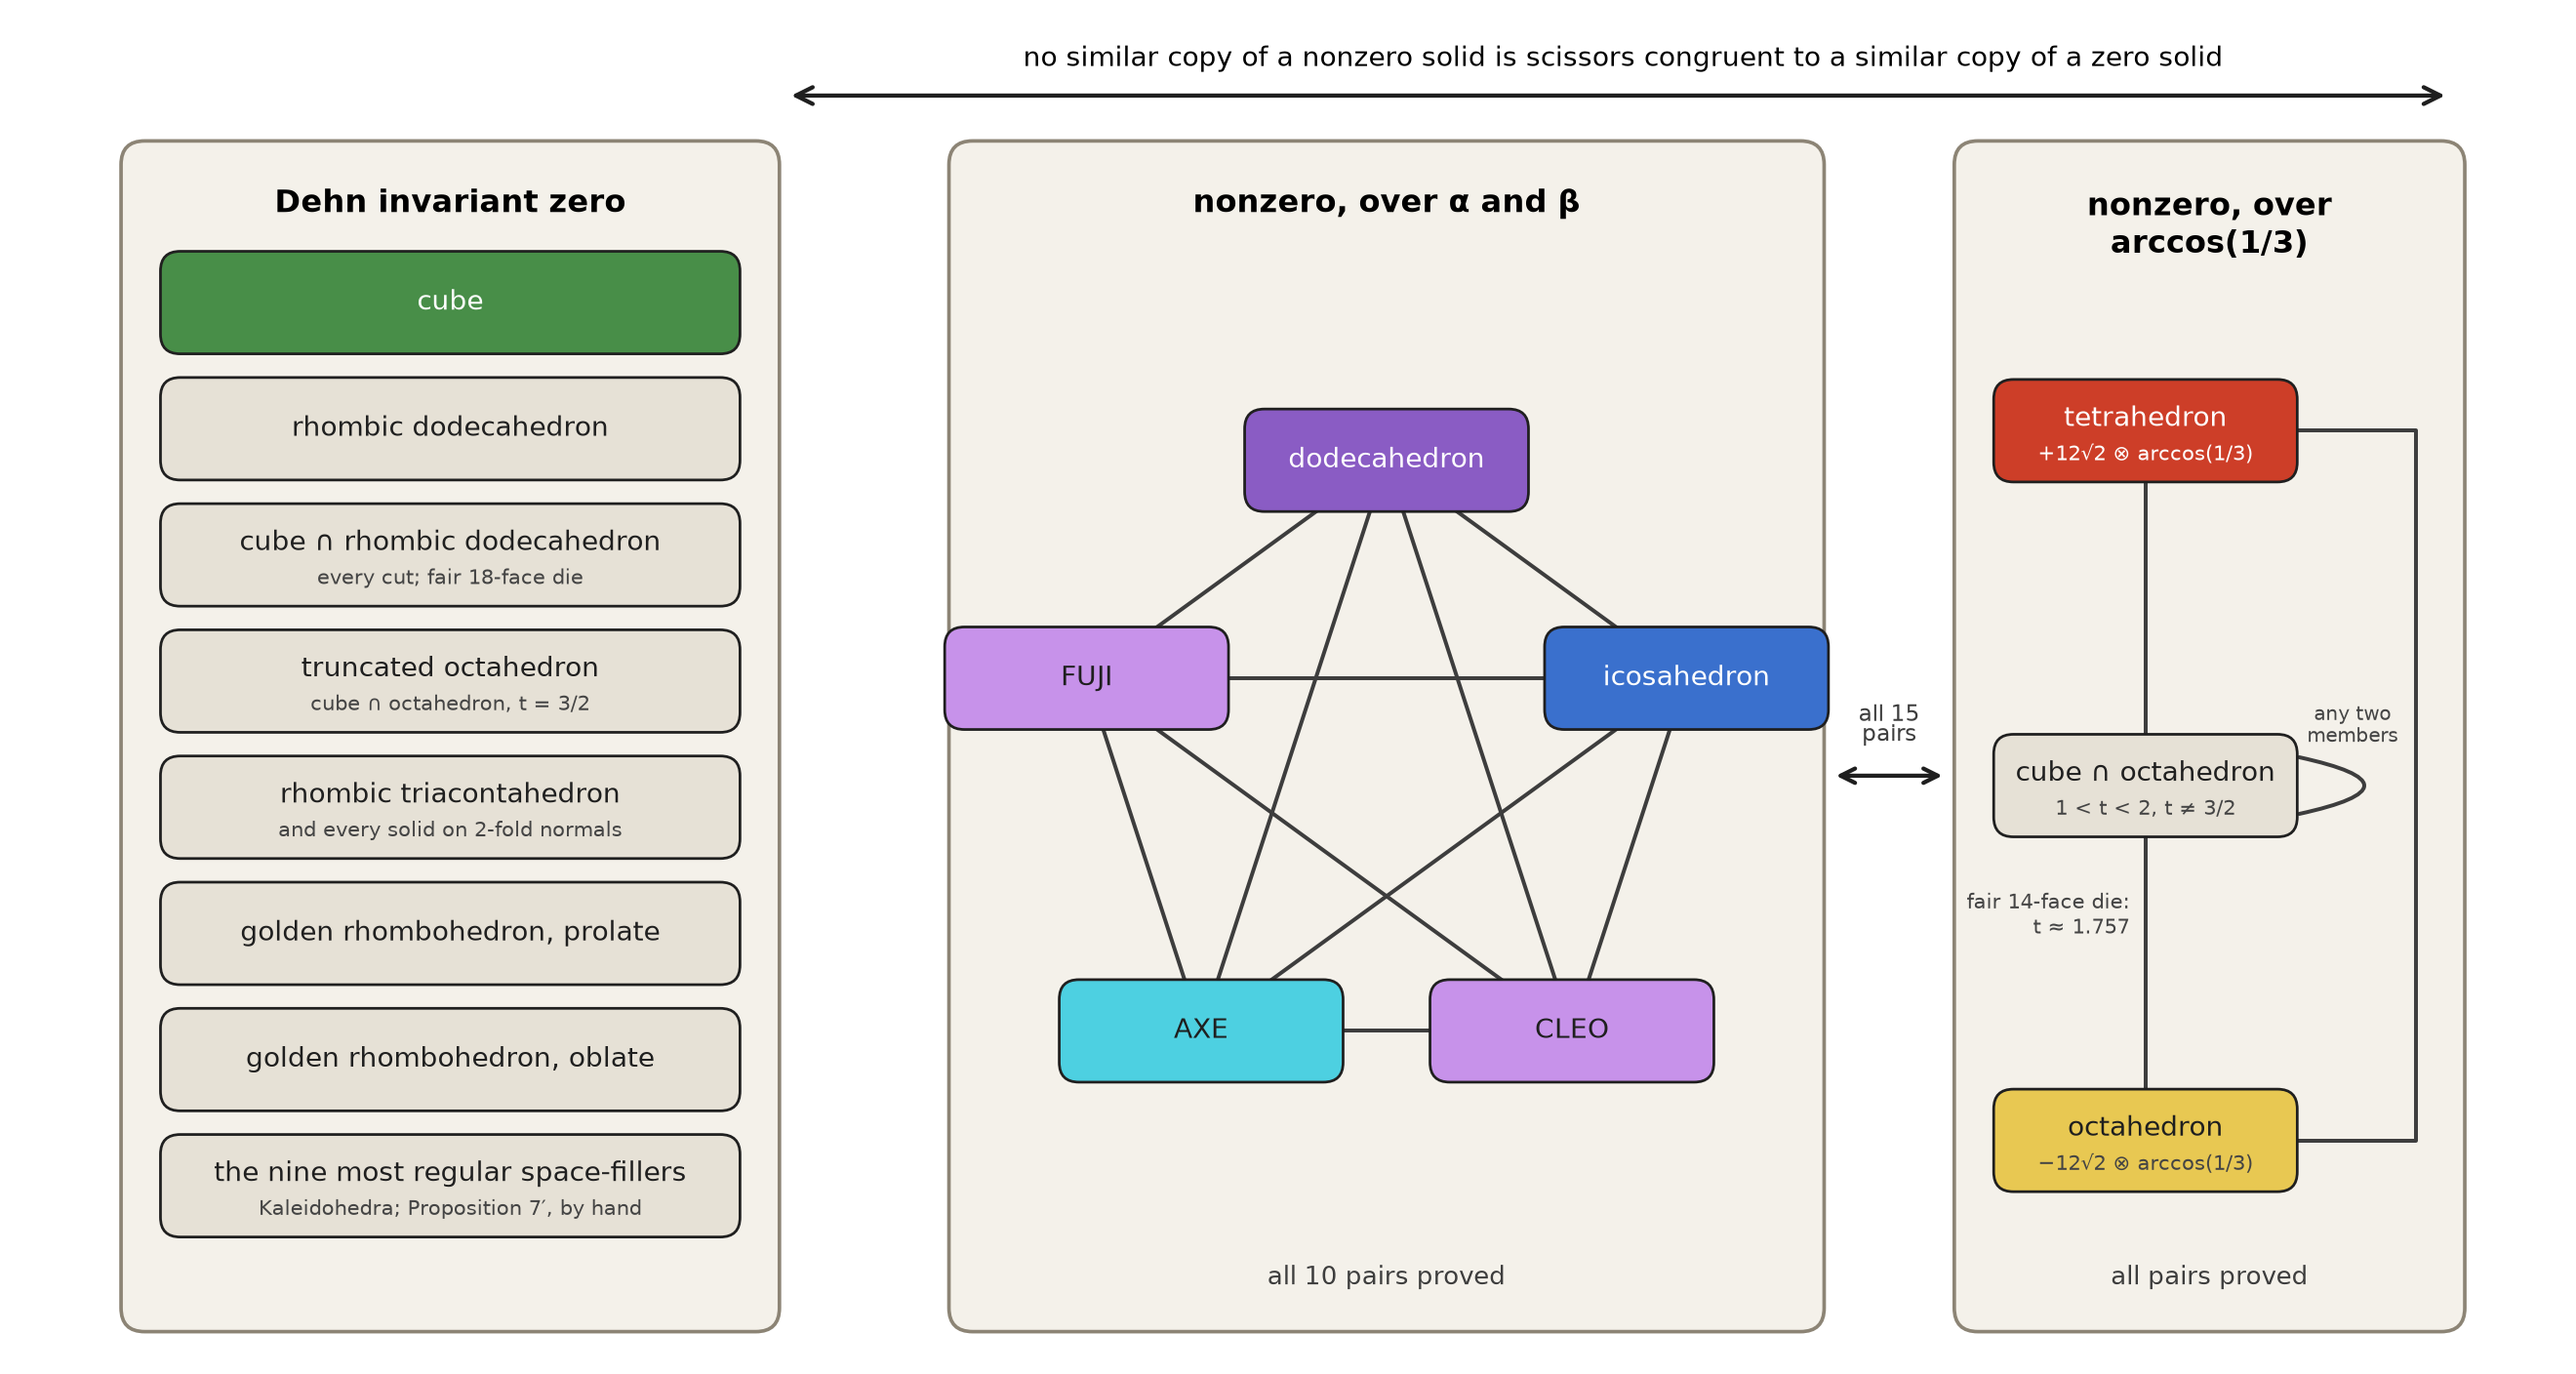 no similar copy of a nonzero solid is scissors congruent to a similar copy of a zero solid
Dehn invariant zero
cube
rhombic dodecahedron
cube ∩ rhombic dodecahedron
every cut; fair 18-face die
truncated octahedron
cube ∩ octahedron, t = 3/2
rhombic triacontahedron
and every solid on 2-fold normals
golden rhombohedron, prolate
golden rhombohedron, oblate
the nine most regular space-fillers
Kaleidohedra; Proposition 7′, by hand
nonzero, over α and β
dodecahedron
FUJI
icosahedron
AXE
CLEO
all 10 pairs proved
all 15
pairs
nonzero, over
arccos(1/3)
tetrahedron
+12√2 ⊗ arccos(1/3)
any two
members
cube ∩ octahedron
1 < t < 2, t ≠ 3/2
fair 14-face die:
t ≈ 1.757
octahedron
−12√2 ⊗ arccos(1/3)
all pairs proved